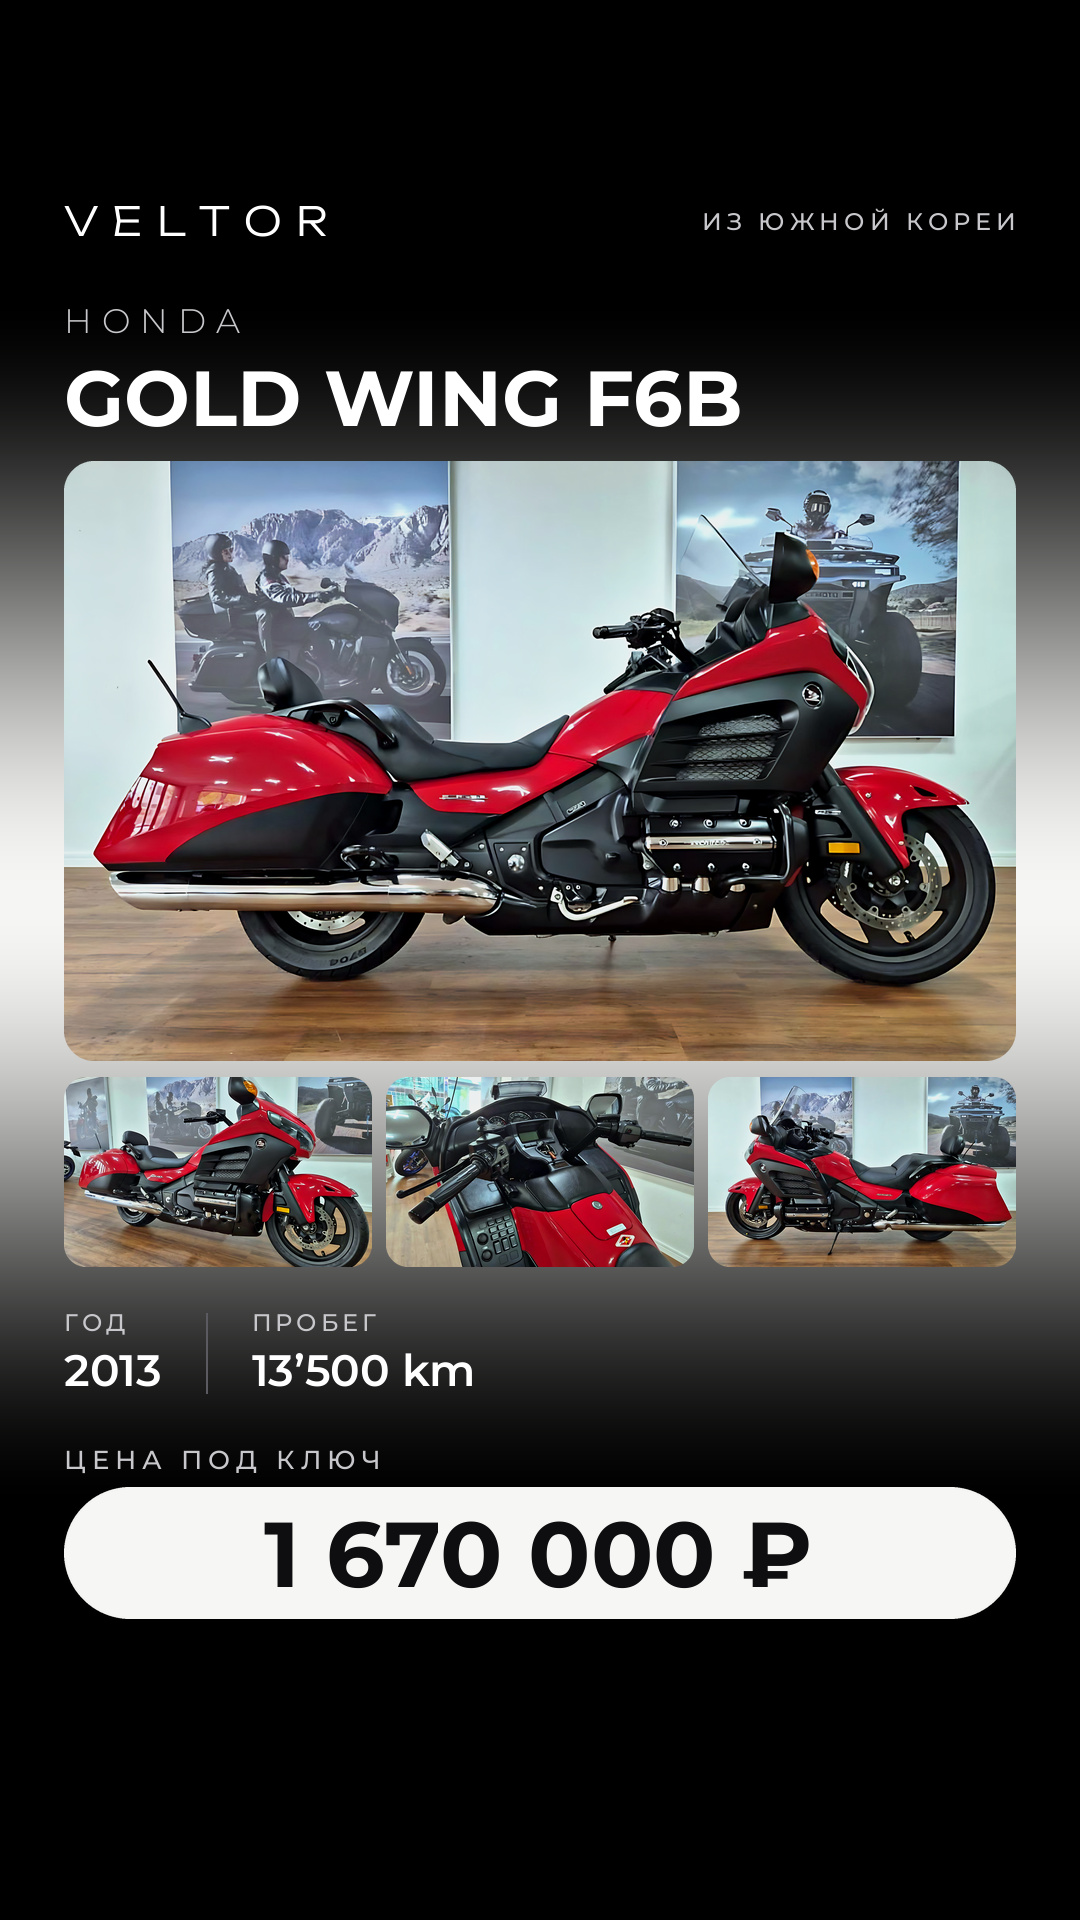 VELTOR
ИЗ ЮЖНОЙ КОРЕИ
HONDA
GOLD WING F6B
ГОД
2013
ПРОБЕГ
13’500 km
ЦЕНА ПОД КЛЮЧ
1 670 000 ₽